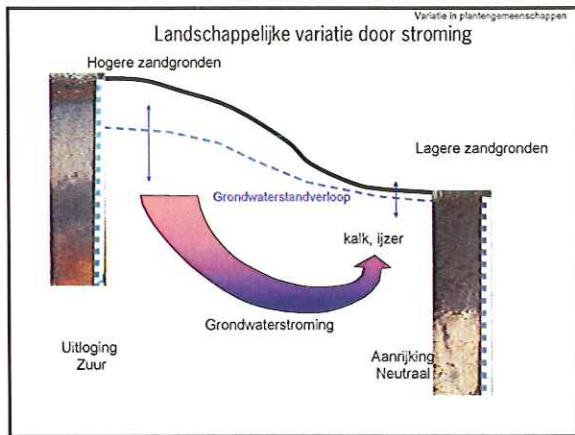 Variatie in plantengemeenschappen
Landschappelijke variatie door stroming
Hogere zandgronden
Lagere zandgronden
Grondwaterstandverloop
kalk, ijzer
Grondwaterstroming
Uitloging
Zuur
Aanrijking
Neutraal